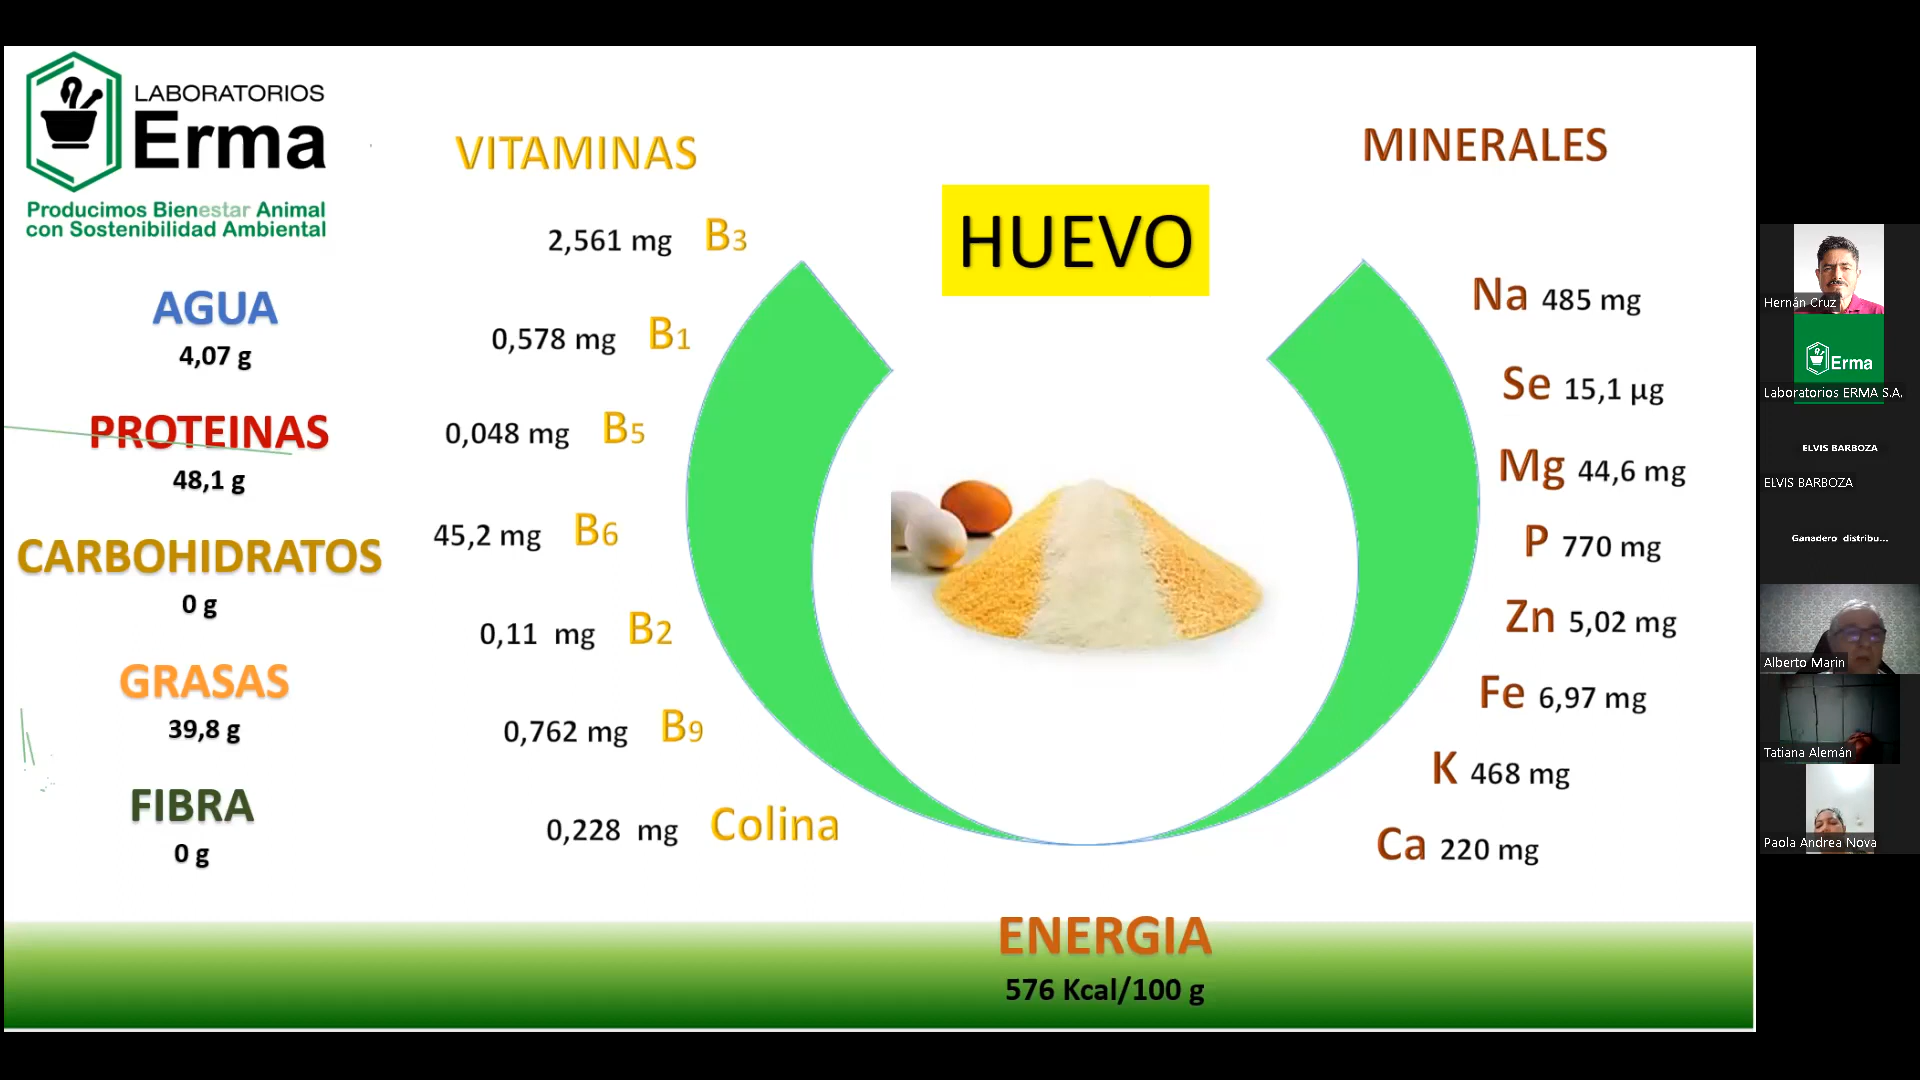 LABORATORIOS
Erma
Producimos Bienestar Animal
con Sostenibilidad Ambiental
AGUA
4,07 g
PROTEINAS
48,1 g
CARBOHIDRATOS
0 g
GRASAS
39,8 g
FIBRA
0 g
VITAMINAS
2,561 mg B3
0,578 mg B1
0,048 mg B5
45,2 mg B6
0,11 mg B2
0,762 mg B9
0,228 mg Colina
HUEVO
MINERALES
Na 485 mg
Se 15,1 µg
Mg 44,6 mg
P 770 mg
Zn 5,02 mg
Fe 6,97 mg
K 468 mg
Ca 220 mg
ENERGIA
576 Kcal/100 g
Hernán Cruz
Erma
Laboratorios ERMA S.A.
ELVIS BARBOZA
ELVIS BARBOZA
Ganadero distribu...
Alberto Marin
Tatiana Alemán
Paola Andrea Nova